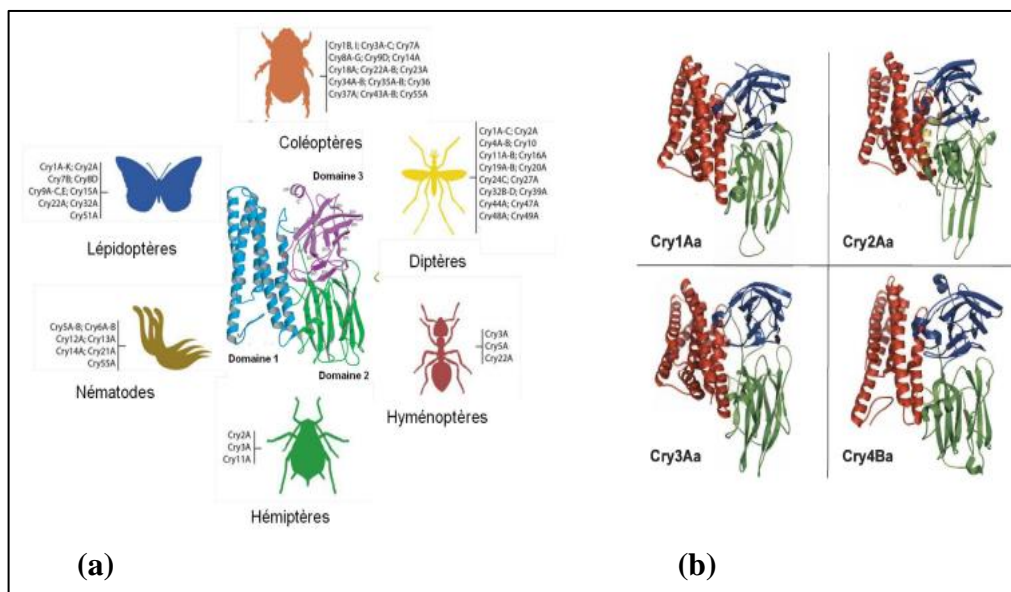 Cry1B, I; Cry3A-C; Cry7A
Cry8A-G; Cry9D; Cry14A
Cry18A; Cry22A-B; Cry23A
Cry34A-B; Cry35A-B; Cry36
Cry37A; Cry43A-B; Cry55A
Coléoptères
Cry1A-K; Cry2A
Cry7B; Cry8D
Cry9A-C,E; Cry15A
Cry22A; Cry32A
Cry51A
Lépidoptères
Cry1A-C; Cry2A
Cry4A-B; Cry10
Cry11A-B; Cry16A
Cry19A-B; Cry20A
Cry24C; Cry27A
Cry32B-D; Cry39A
Cry44A; Cry47A
Cry48A; Cry49A
Diptères
Domaine 3
Domaine 1
Domaine 2
Cry5A-B; Cry6A-B
Cry12A; Cry13A
Cry14A; Cry21A
Cry55A
Nématodes
Cry3A
Cry5A
Cry22A
Hyménoptères
Cry2A
Cry3A
Cry11A
Hémiptères
(a)
Cry1Aa
Cry2Aa
Cry3Aa
Cry4Ba
(b)